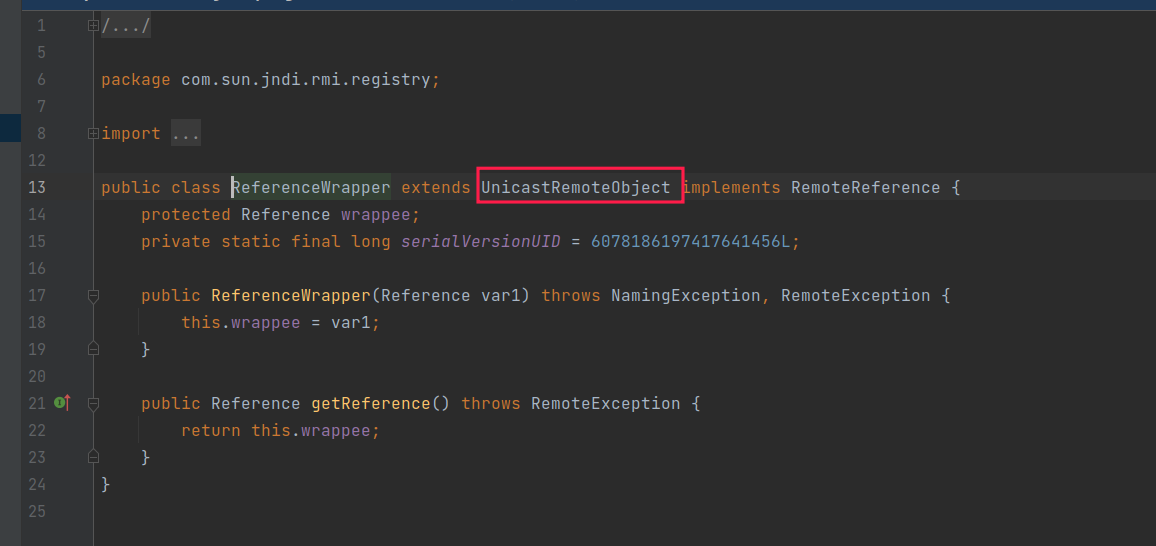 1 /.../
5
6 package com.sun.jndi.rmi.registry;
7
8 import ...
12
13 public class ReferenceWrapper extends UnicastRemoteObject implements RemoteReference {
14 protected Reference wrappee;
15 private static final long serialVersionUID = 6078186197417641456L;
16
17 public ReferenceWrapper(Reference var1) throws NamingException, RemoteException {
18 this.wrappee = var1;
19 }
20
21 public Reference getReference() throws RemoteException {
22 return this.wrappee;
23 }
24 }
25